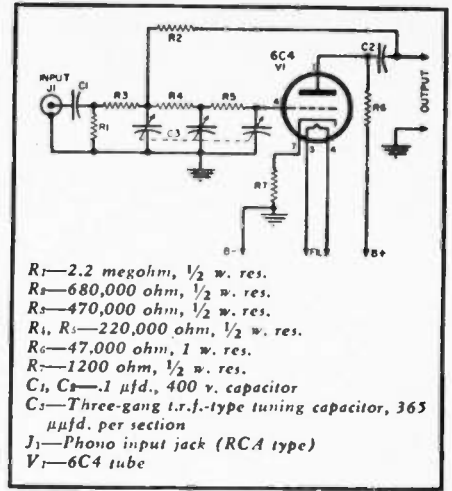 R2
6C4
V1
C2
INPUT
J1
C1
R3
R4
R5
R6
OUTPUT
R1
C3
7
3
4
R7
B-
FIL
B+
R1—2.2 megohm, 1/2 w. res.
R2—680,000 ohm, 1/2 w. res.
R3—470,000 ohm, 1/2 w. res.
R4, R5—220,000 ohm, 1/2 w. res.
R6—47,000 ohm, 1 w. res.
R7—1200 ohm, 1/2 w. res.
C1, C2—.1 μfd., 400 v. capacitor
C3—Three-gang t.r.f.-type tuning capacitor, 365
μμfd. per section
J1—Phono input jack (RCA type)
V1—6C4 tube